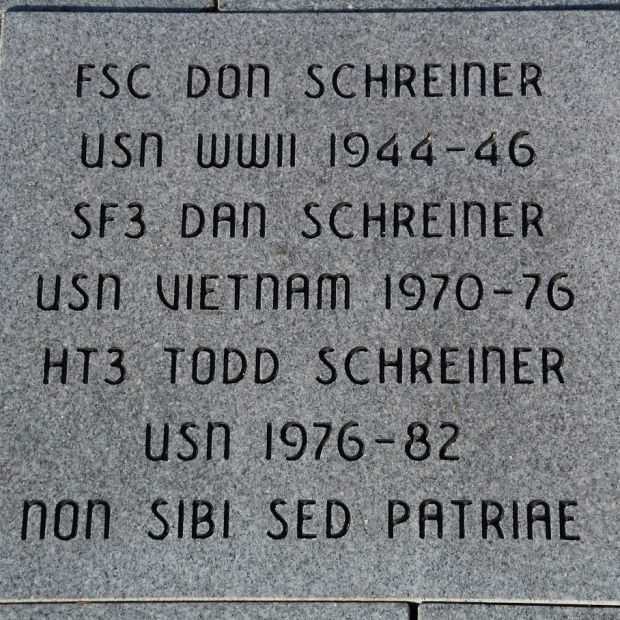 FSC DON SCHREINER
USN WWII 1944-46
SF3 DAN SCHREINER
USN VIETNAM 1970-76
HT3 TODD SCHREINER
USN 1976-82
NON SIBI SED PATRIAE